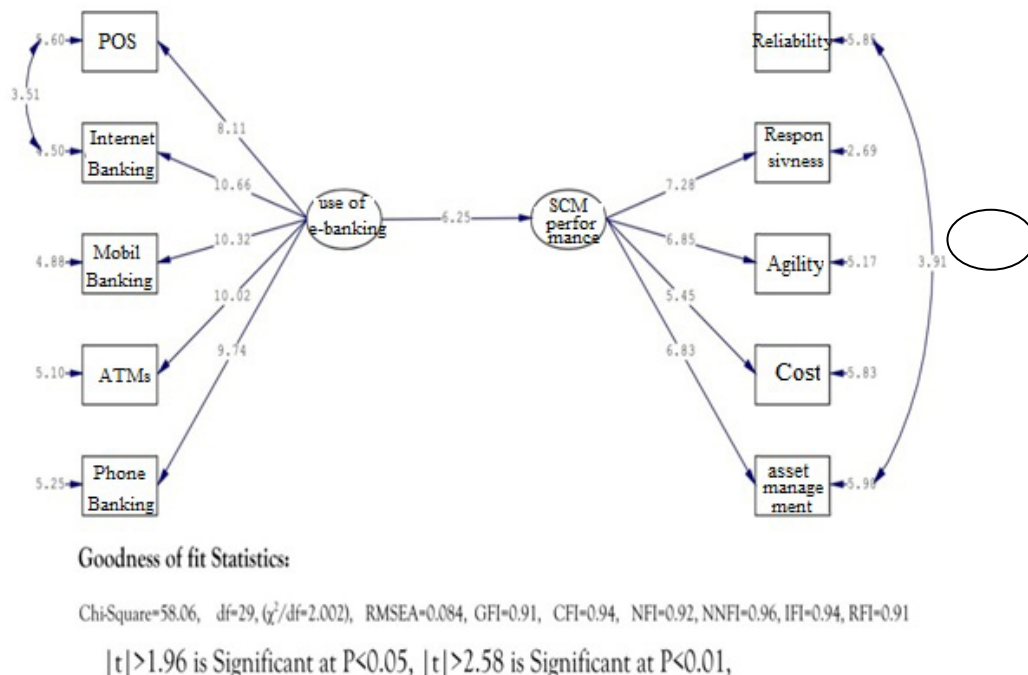 POS
Internet
Banking
Mobil
Banking
ATMs
Phone
Banking
5.60
3.51
4.50
4.88
5.10
5.25
8.11
10.66
10.32
10.02
9.74
use of
e-banking
6.25
SCM
perfor
mance
7.28
6.85
5.45
6.83
Reliability
Respon
sivness
Agility
Cost
asset
manage
ment
5.85
2.69
5.17
3.91
5.83
5.90
Goodness of fit Statistics:
Chi-Square=58.06, df=29, (χ²/df=2.002), RMSEA=0.084, GFI=0.91, CFI=0.94, NFI=0.92, NNFI=0.96, IFI=0.94, RFI=0.91
|t|>1.96 is Significant at P<0.05, |t|>2.58 is Significant at P<0.01,